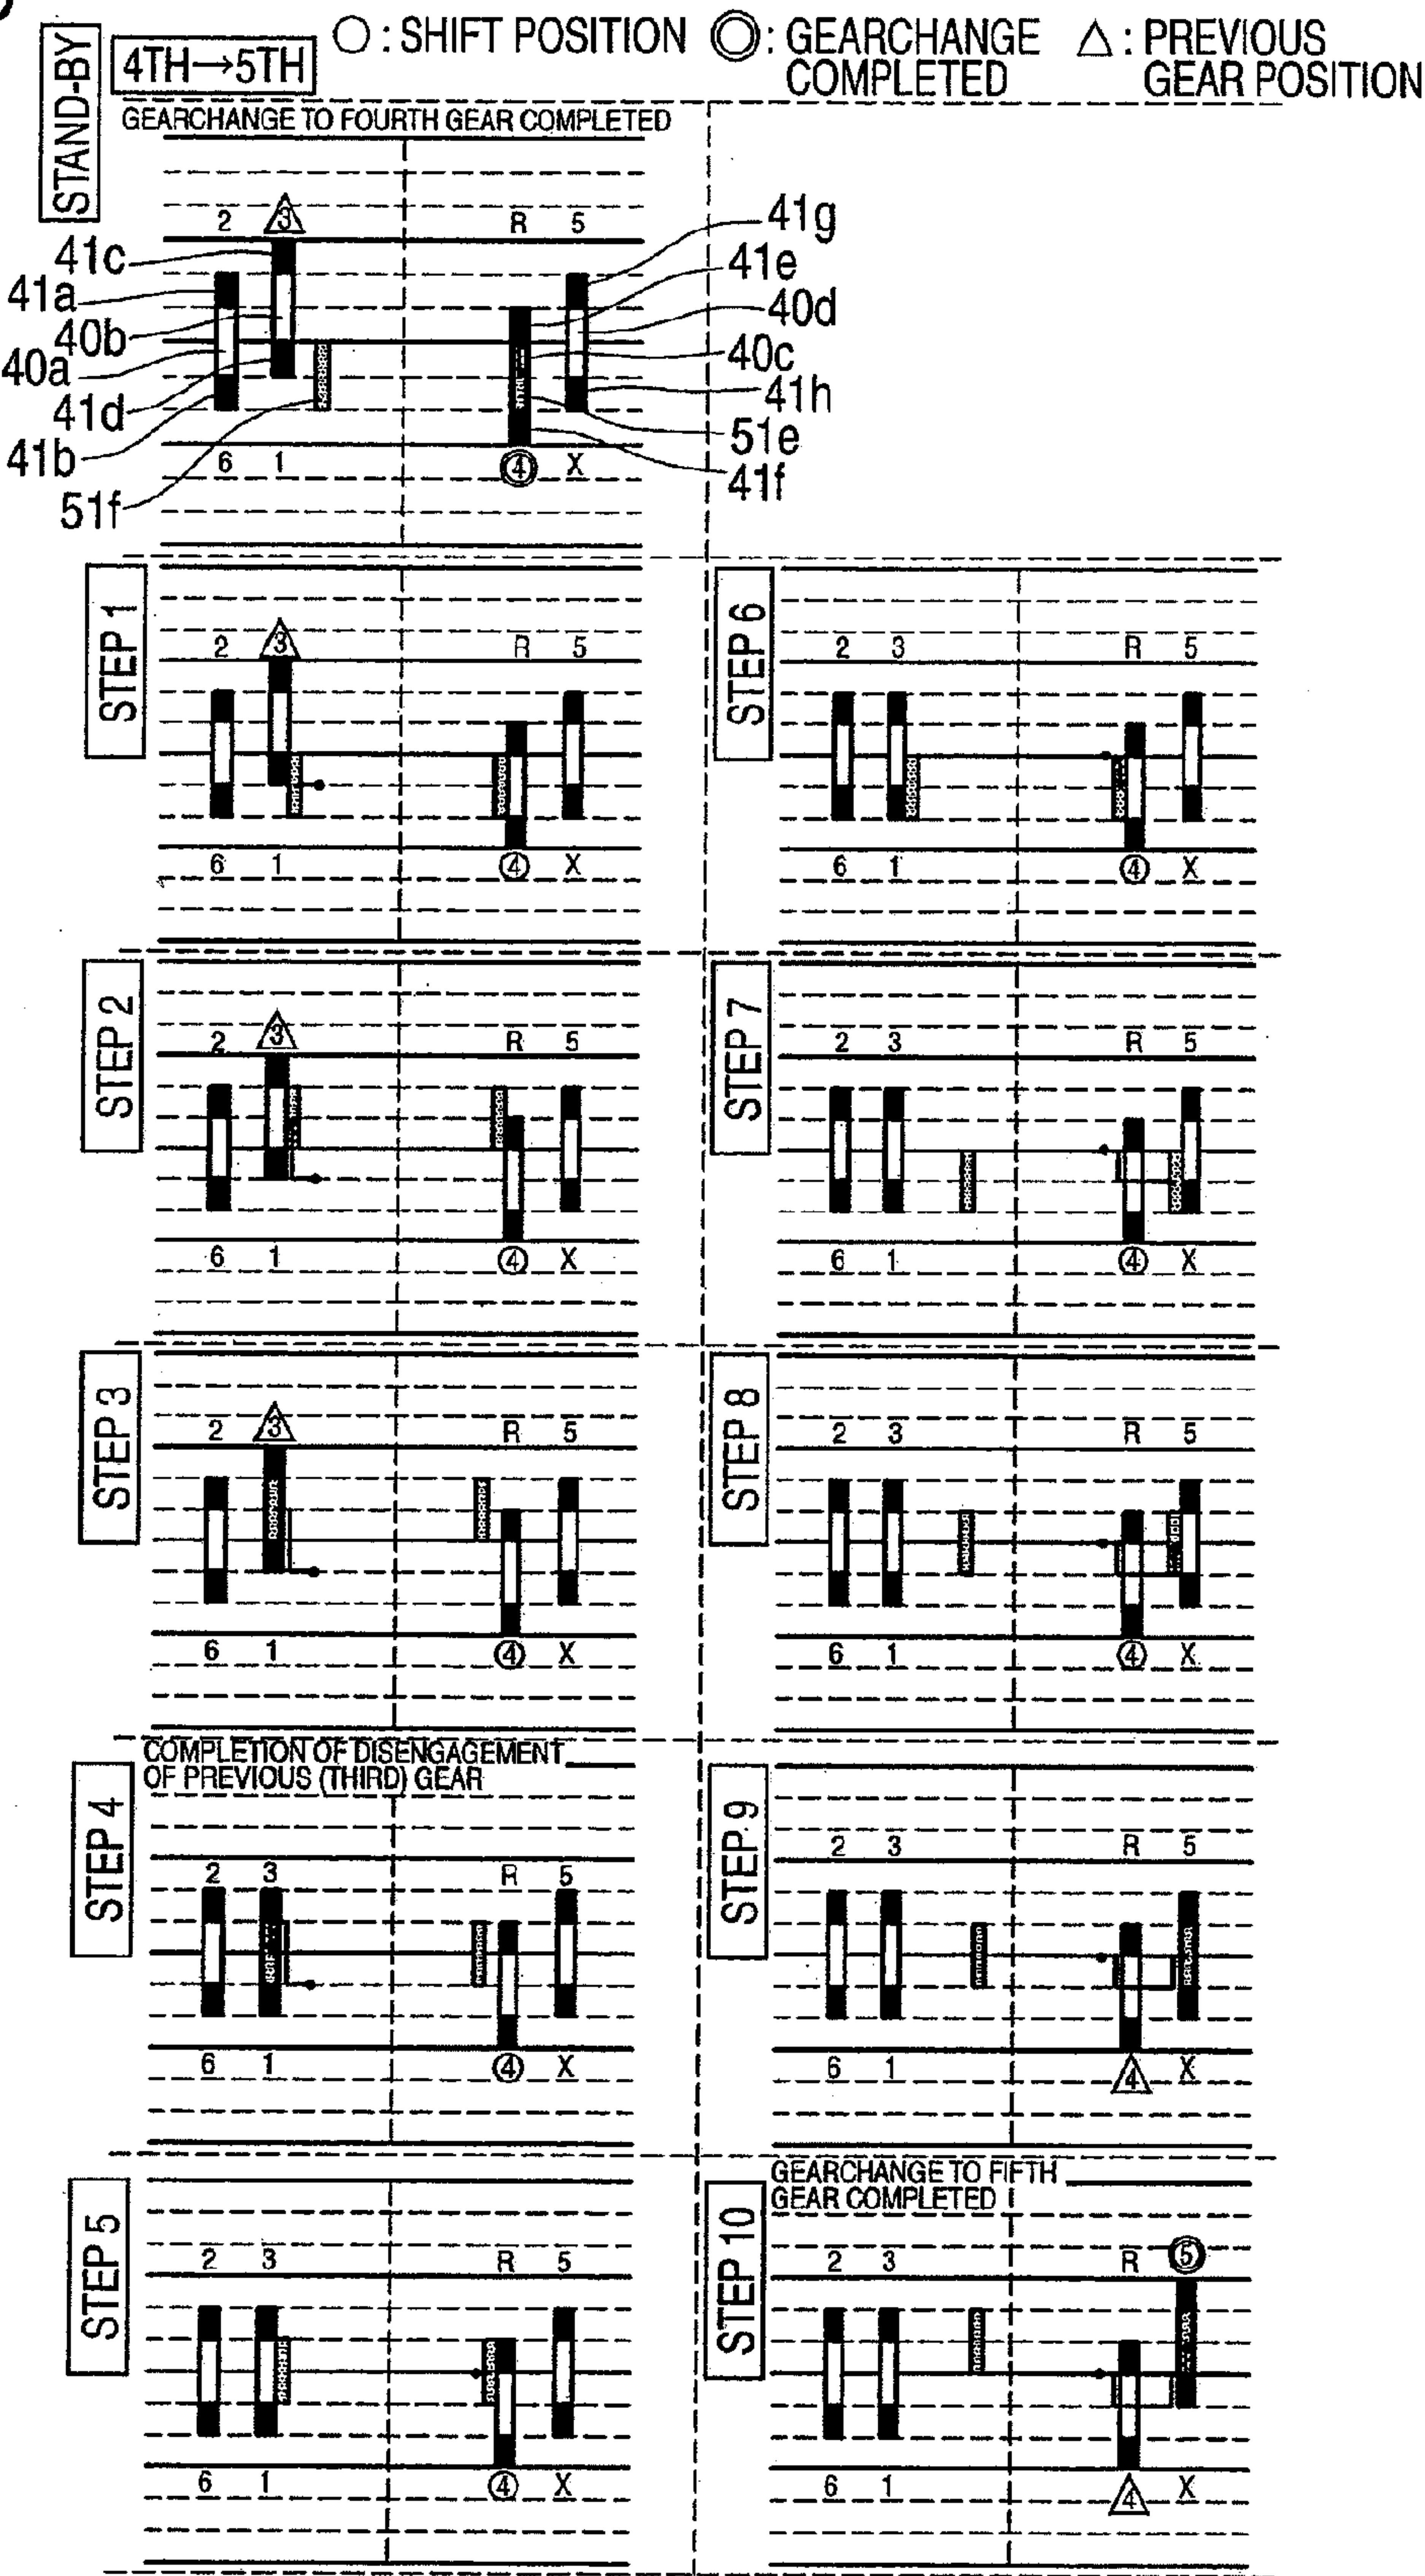 STAND-BY
4TH→5TH
○: SHIFT POSITION ◎: GEARCHANGE COMPLETED △: PREVIOUS GEAR POSITION
GEARCHANGE TO FOURTH GEAR COMPLETED
2 3 R 5
41c
41a
40b
40a
41d
41b
51f
41g
41e
40d
40c
41h
51e
41f
6 1 4 X
STEP 1
2 3 R 5
6 1 4 X
STEP 2
2 3 R 5
6 1 4 X
STEP 3
2 3 R 5
6 1 4 X
STEP 4
COMPLETION OF DISENGAGEMENT
OF PREVIOUS (THIRD) GEAR
2 3 R 5
6 1 4 X
STEP 5
2 3 R 5
6 1 4 X
STEP 6
2 3 R 5
6 1 4 X
STEP 7
2 3 R 5
6 1 4 X
STEP 8
2 3 R 5
6 1 4 X
STEP 9
2 3 R 5
6 1 4 X
STEP 10
GEARCHANGE TO FIFTH
GEAR COMPLETED
2 3 R 5
6 1 4 X